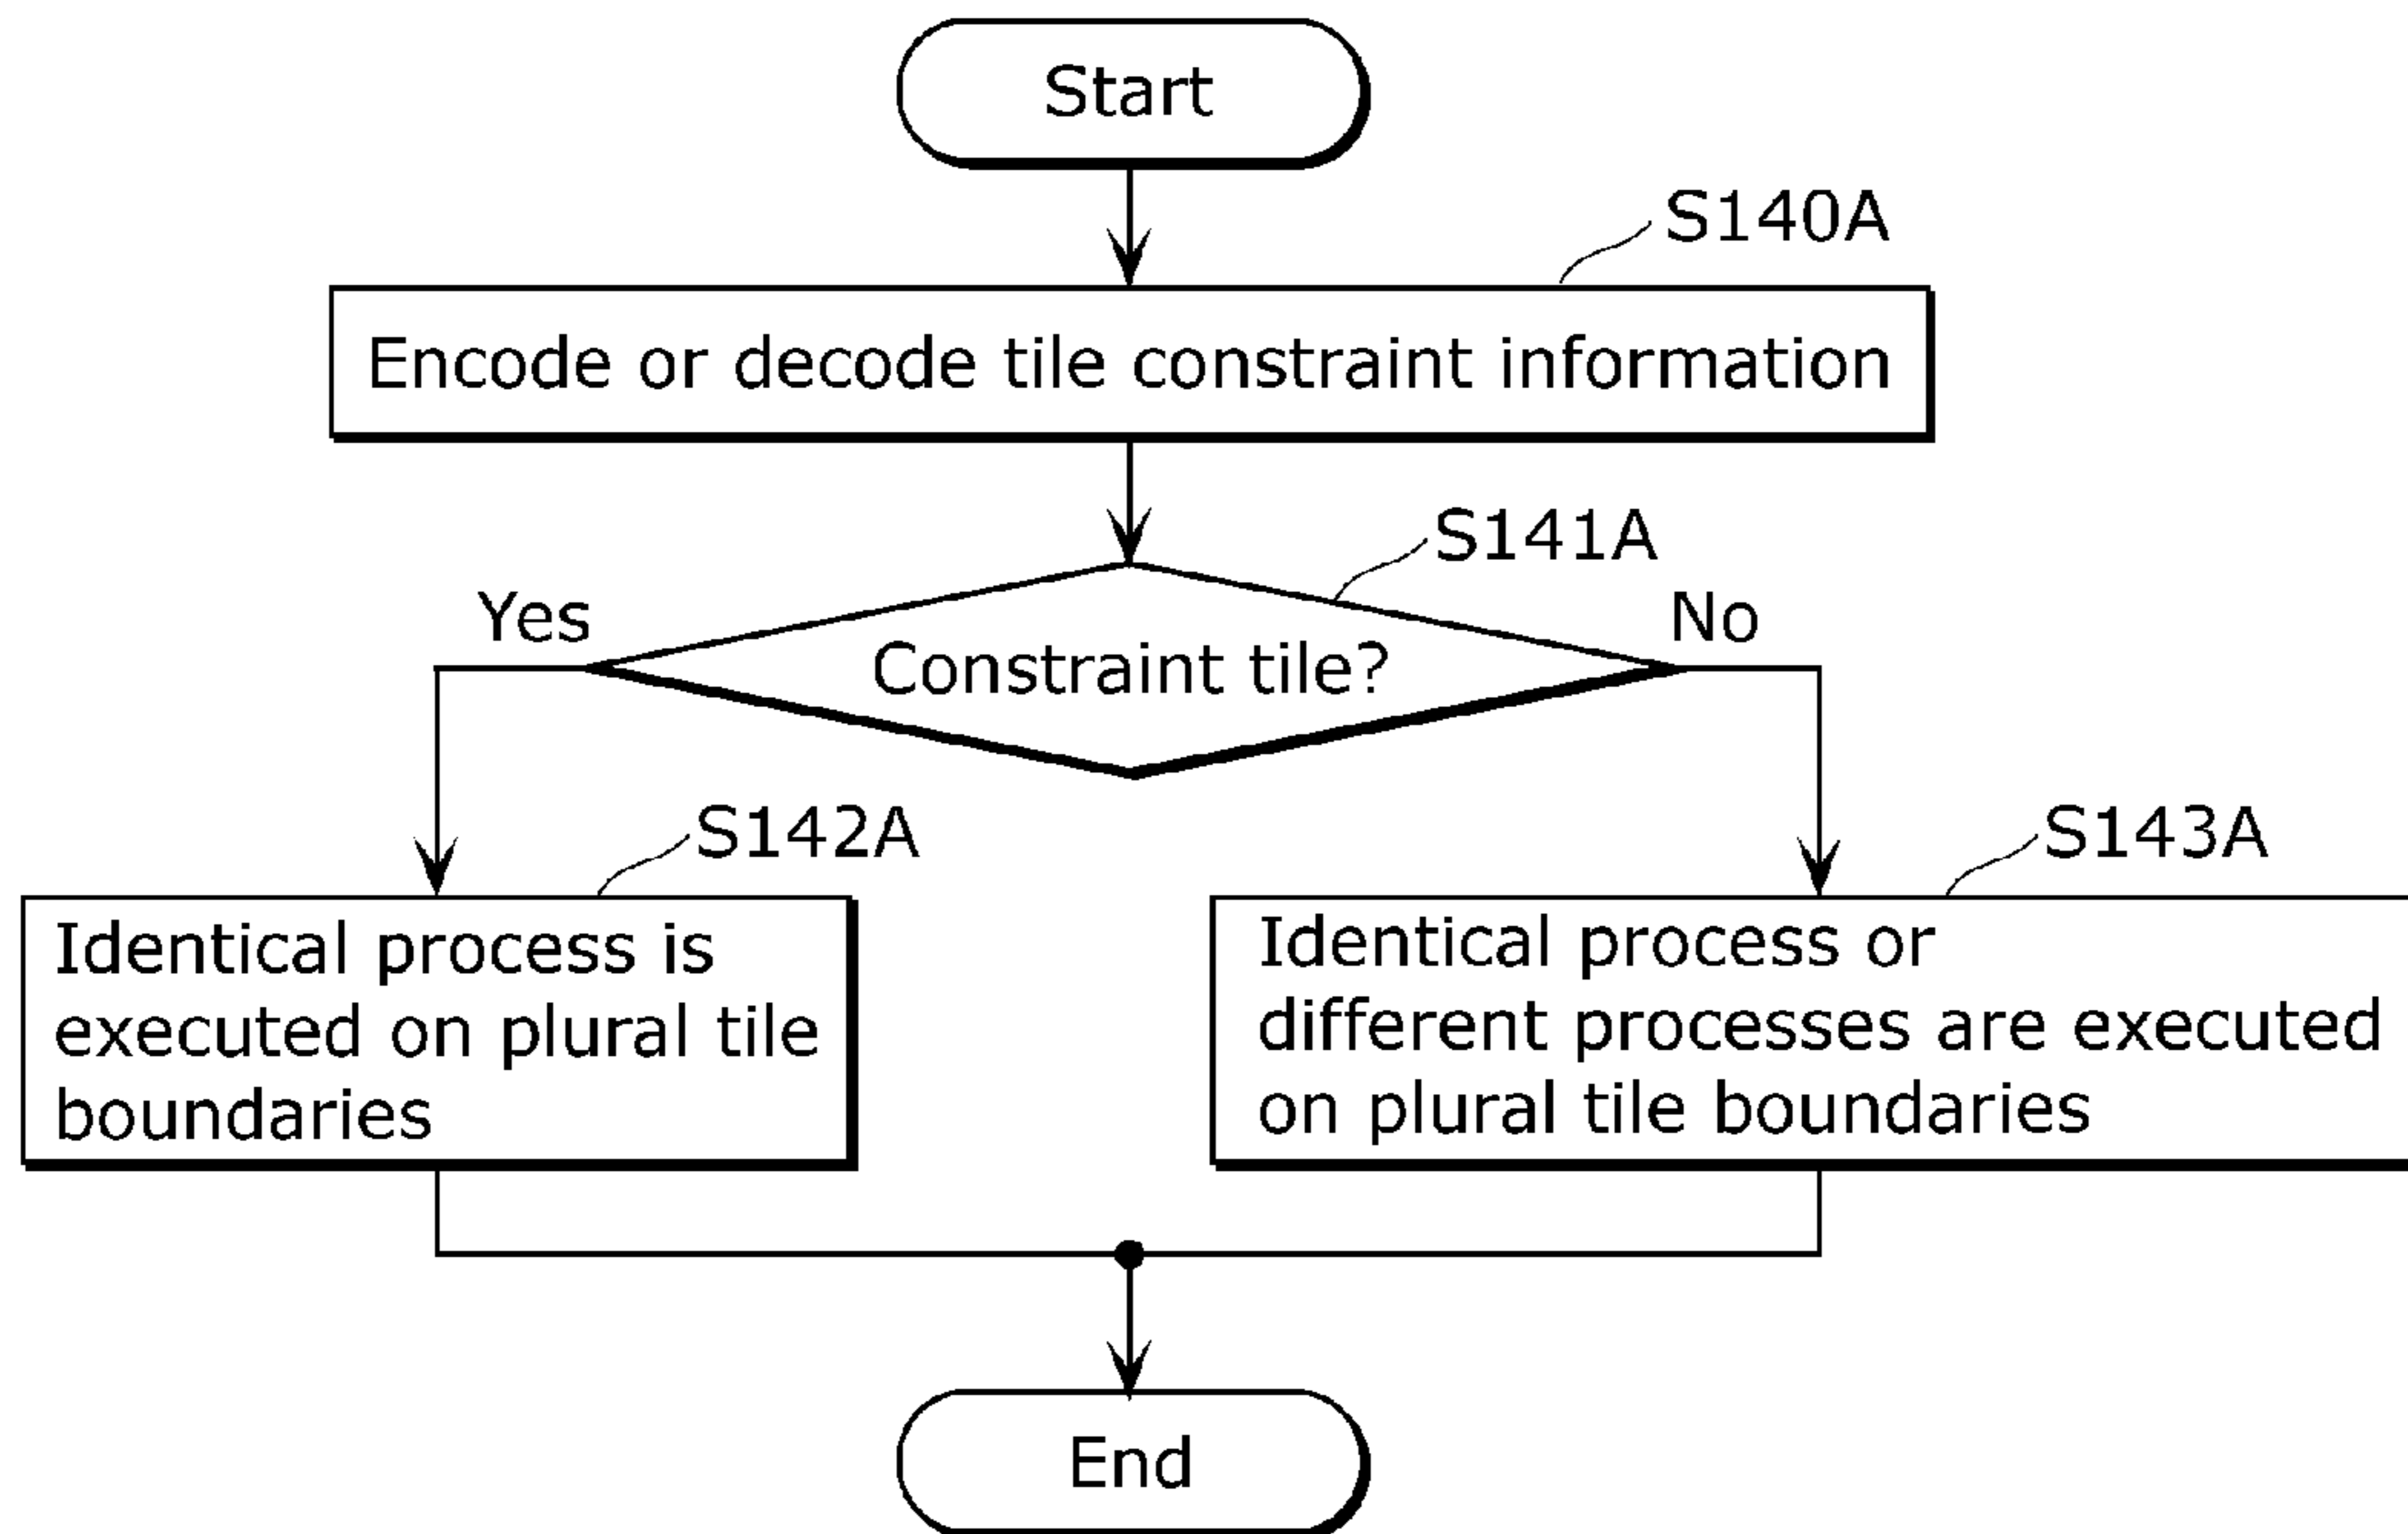 Start
S140A
Encode or decode tile constraint information
S141A
Yes
No
Constraint tile?
S142A
S143A
Identical process is
executed on plural tile
boundaries
Identical process or
different processes are executed
on plural tile boundaries
End